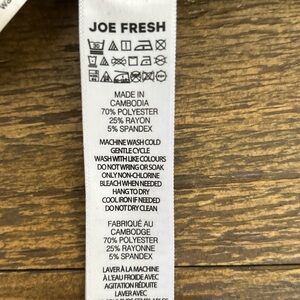 JOE FRESH
MADE IN
CAMBODIA
70% POLYESTER
25% RAYON
5% SPANDEX
MACHINE WASH COLD
GENTLE CYCLE
WASH WITH LIKE COLOURS
DO NOT WRING OR SOAK
ONLY NON-CHLORINE
BLEACH WHEN NEEDED
HANG TO DRY
COOL IRON IF NEEDED
DO NOT DRY CLEAN
FABRIQUÉ AU
CAMBODGE
70% POLYESTER
25% RAYONNE
5% SPANDEX
LAVER À LA MACHINE
À L'EAU FROIDE AVEC
AGITATION RÉDUITE
LAVER AVEC